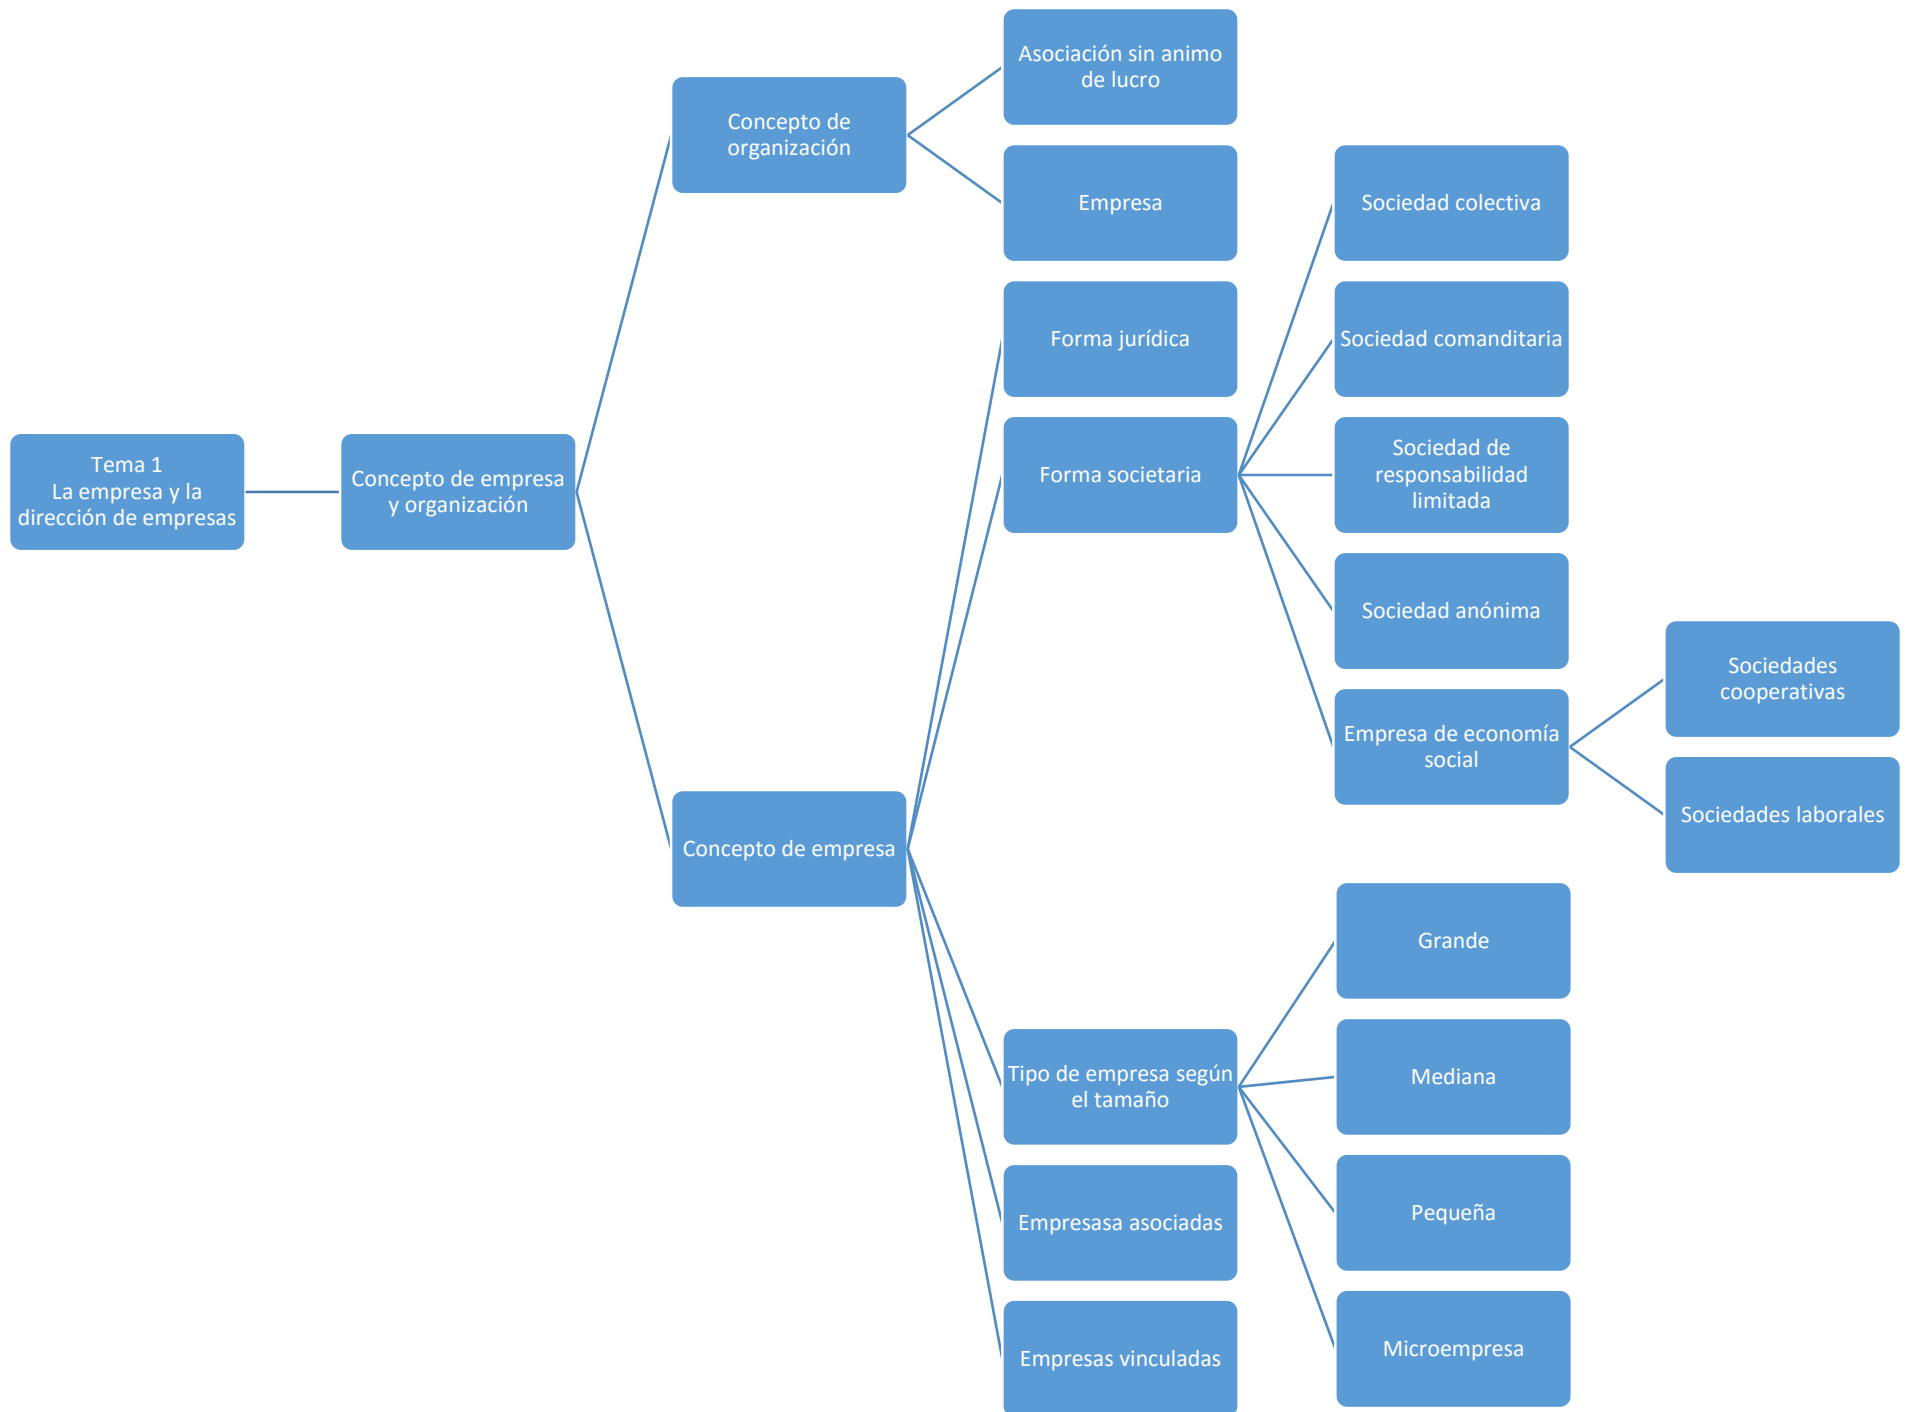 Tema 1
La empresa y la
dirección de empresas
Concepto de empresa
y organización
Concepto de
organización
Asociación sin animo
de lucro
Empresa
Concepto de empresa
Forma jurídica
Forma societaria
Sociedad colectiva
Sociedad comanditaria
Sociedad de
responsabilidad
limitada
Sociedad anónima
Empresa de economía
social
Sociedades
cooperativas
Sociedades laborales
Tipo de empresa según
el tamaño
Grande
Mediana
Pequeña
Microempresa
Empresasa asociadas
Empresas vinculadas